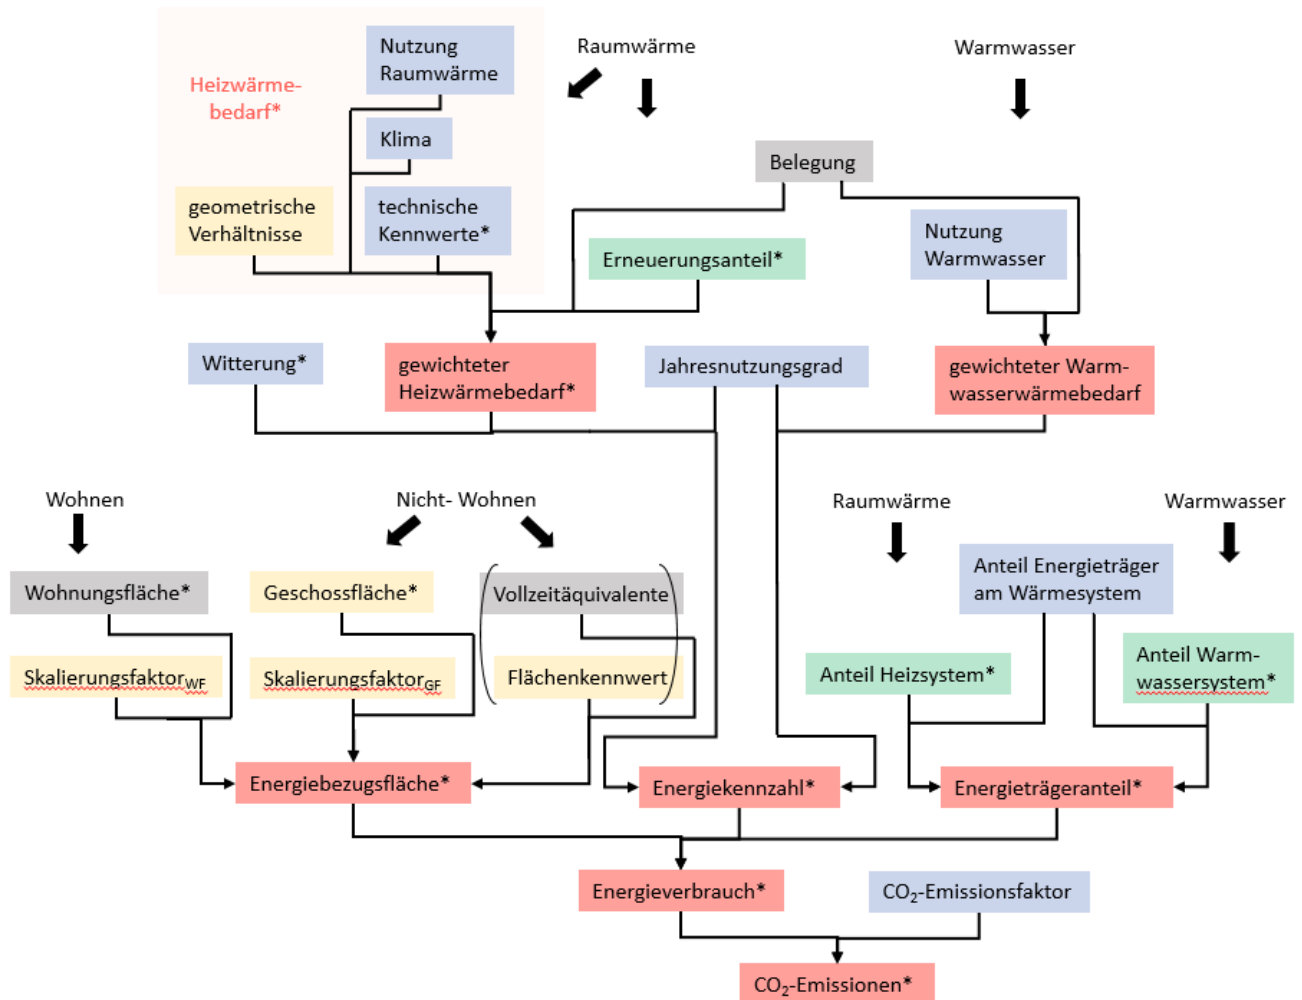 Nutzung
Raumwärme
Raumwärme
Warmwasser
Heizwärme-
bedarf*
Klima
Belegung
geometrische
Verhältnisse
technische
Kennwerte*
Nutzung
Warmwasser
Erneuerungsanteil*
Witterung*
gewichteter
Heizwärmebedarf*
Jahresnutzungsgrad
gewichteter Warm-
wasserwärmebedarf
Wohnen
Nicht- Wohnen
Raumwärme
Warmwasser
Wohnungsfläche*
Geschossfläche*
Vollzeitäquivalente
Anteil Energieträger
am Wärmesystem
Skalierungsfaktor_WF
Skalierungsfaktor_GF
Flächenkennwert
Anteil Heizsystem*
Anteil Warm-
wassersystem*
Energiebezugsfläche*
Energiekennzahl*
Energieträgeranteil*
Energieverbrauch*
CO₂-Emissionsfaktor
CO₂-Emissionen*